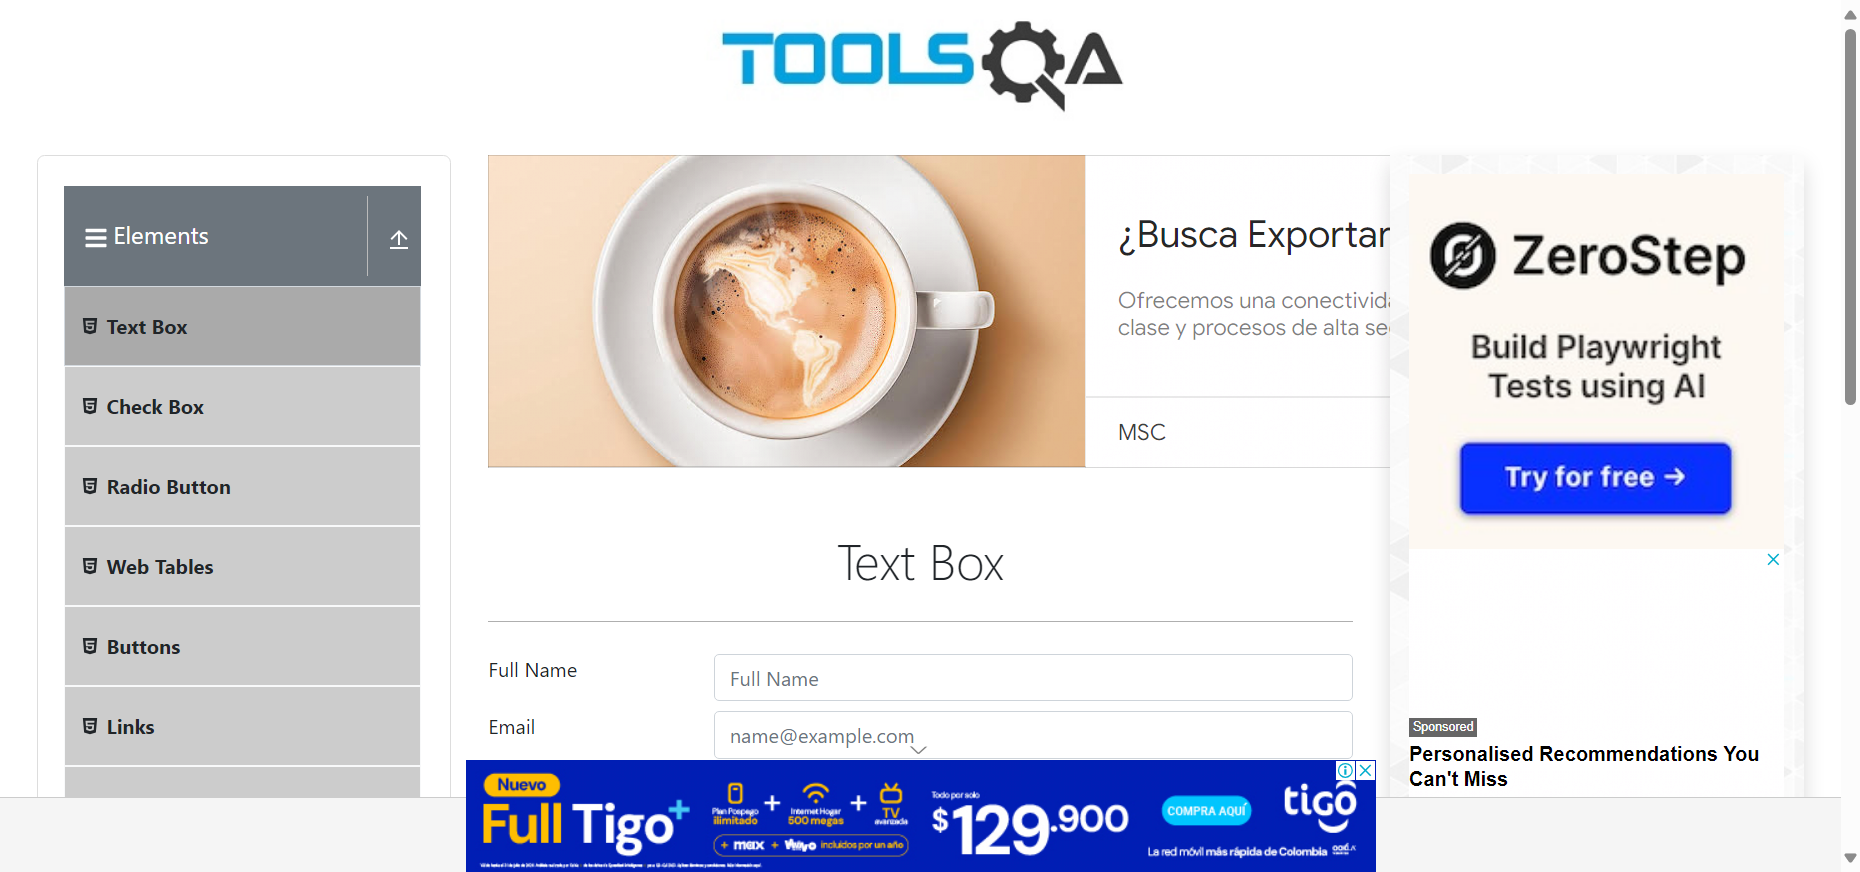 TOOLSQA
Elements
Text Box
Check Box
Radio Button
Web Tables
Buttons
Links
¿Busca Exportar
Ofrecemos una conectivida
clase y procesos de alta se
MSC
ZeroStep
Build Playwright
Tests using AI
Try for free →
Text Box
Full Name
Full Name
Email
name@example.com
Sponsored
Personalised Recommendations You
Can't Miss
Nuevo
Full Tigo+
Plan Pospago
ilimitado
+
Internet Hogar
500 megas
+
TV
avanzada
+ max + Win+ incluidos por un año
Todo por solo
$129.900
COMPRA AQUÍ
tigo
La red móvil más rápida de Colombia